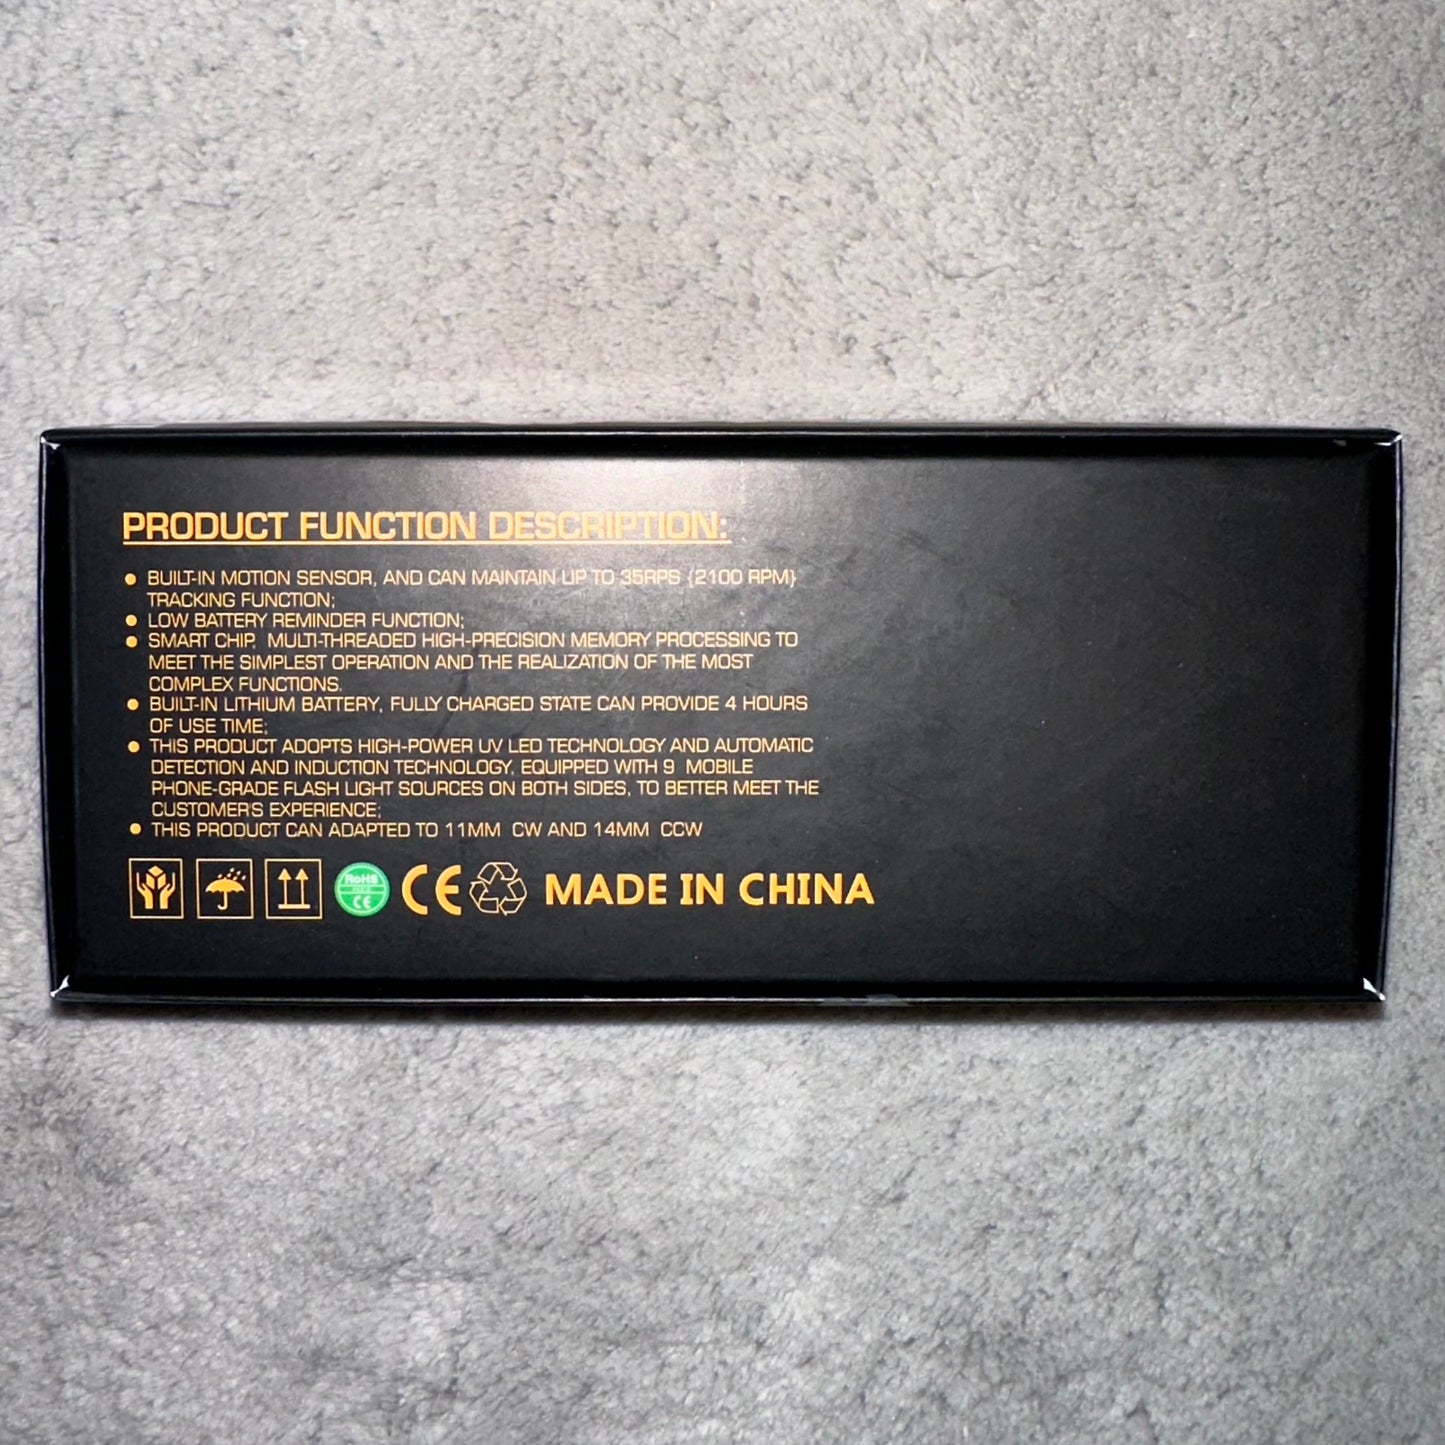 PRODUCT FUNCTION DESCRIPTION:
● BUILT-IN MOTION SENSOR, AND CAN MAINTAIN UP TO 35RPS {2100 RPM}
TRACKING FUNCTION;
● LOW BATTERY REMINDER FUNCTION;
● SMART CHIP, MULTI-THREADED HIGH-PRECISION MEMORY PROCESSING TO
MEET THE SIMPLEST OPERATION AND THE REALIZATION OF THE MOST
COMPLEX FUNCTIONS.
● BUILT-IN LITHIUM BATTERY, FULLY CHARGED STATE CAN PROVIDE 4 HOURS
OF USE TIME;
● THIS PRODUCT ADOPTS HIGH-POWER UV LED TECHNOLOGY AND AUTOMATIC
DETECTION AND INDUCTION TECHNOLOGY, EQUIPPED WITH 9 MOBILE
PHONE-GRADE FLASH LIGHT SOURCES ON BOTH SIDES, TO BETTER MEET THE
CUSTOMER'S EXPERIENCE;
● THIS PRODUCT CAN ADAPTED TO 11MM CW AND 14MM CCW
RoHS
CE
CE MADE IN CHINA